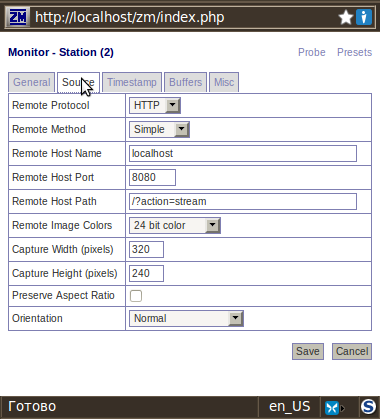 ZM http://localhost/zm/index.php
Monitor - Station (2) Probe Presets
General Source Timestamp Buffers Misc
Remote Protocol HTTP
Remote Method Simple
Remote Host Name localhost
Remote Host Port 8080
Remote Host Path /?action=stream
Remote Image Colors 24 bit color
Capture Width (pixels) 320
Capture Height (pixels) 240
Preserve Aspect Ratio
Orientation Normal
Save Cancel
Готово en_US